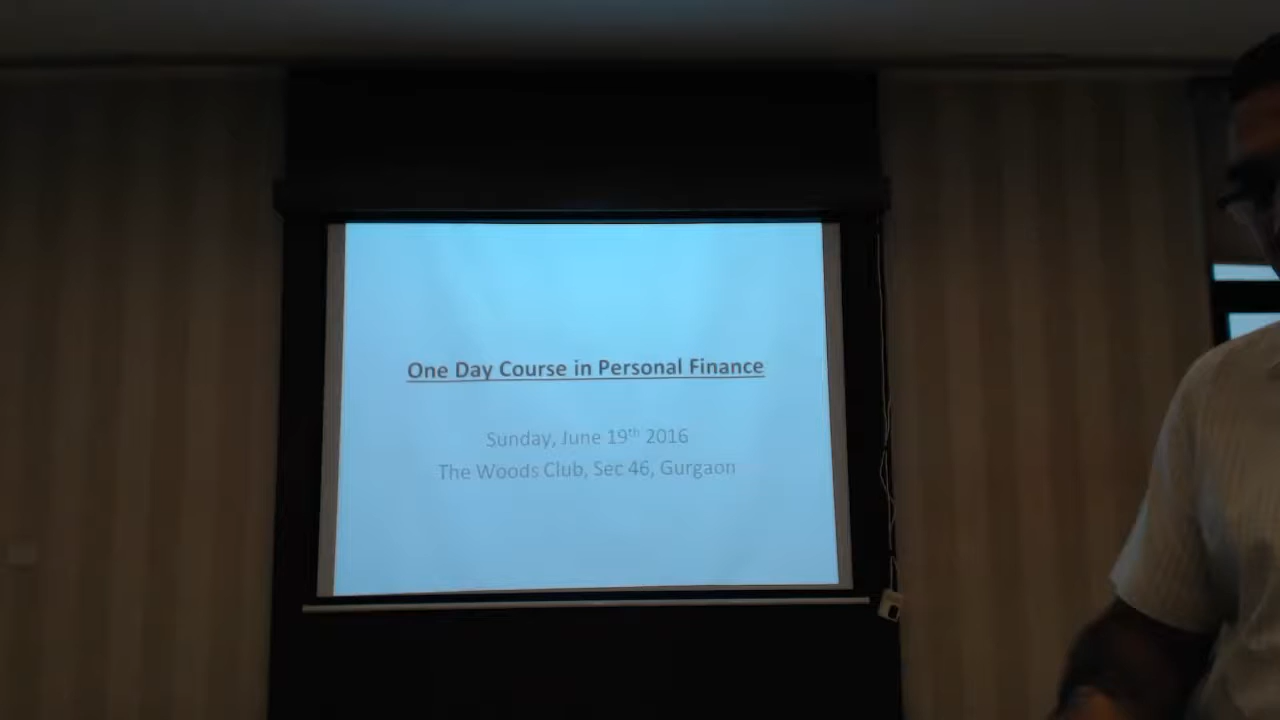 One Day Course in Personal Finance
Sunday, June 19th 2016
The Woods Club, Sec 46, Gurgaon